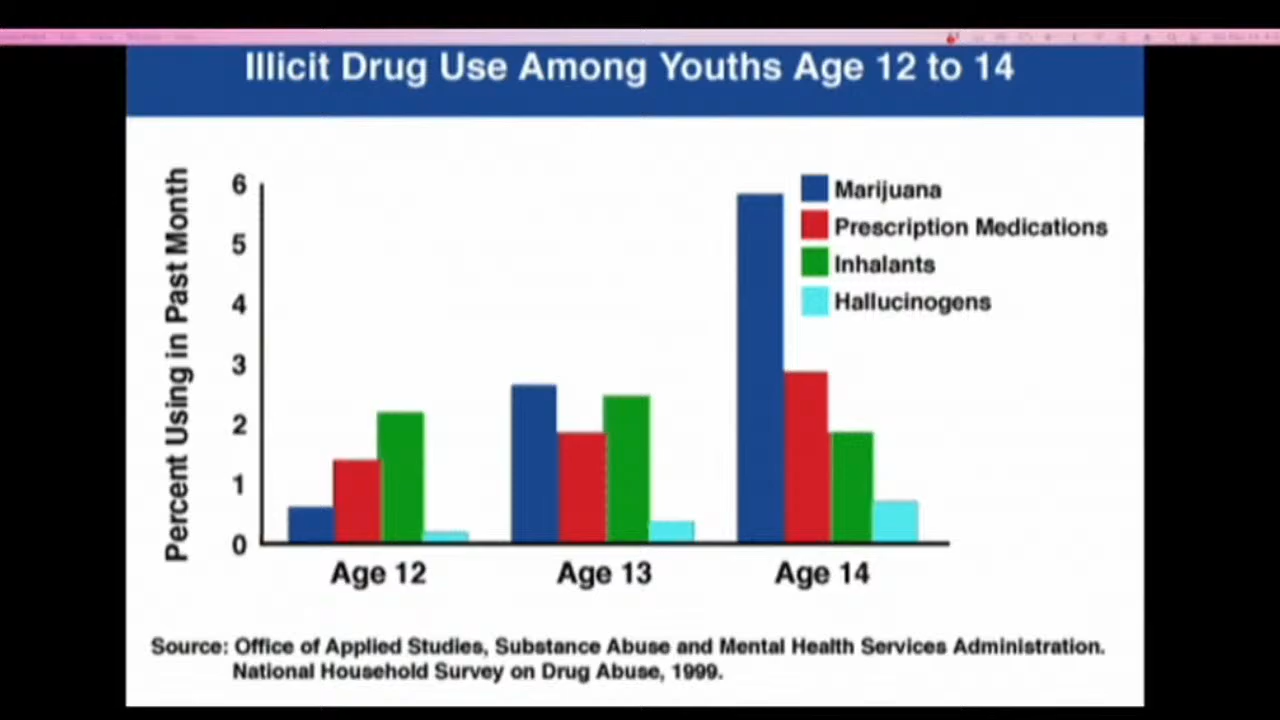 Illicit Drug Use Among Youths Age 12 to 14
Percent Using in Past Month
6
5
4
3
2
1
0
Marijuana
Prescription Medications
Inhalants
Hallucinogens
Age 12
Age 13
Age 14
Source: Office of Applied Studies, Substance Abuse and Mental Health Services Administration.
National Household Survey on Drug Abuse, 1999.